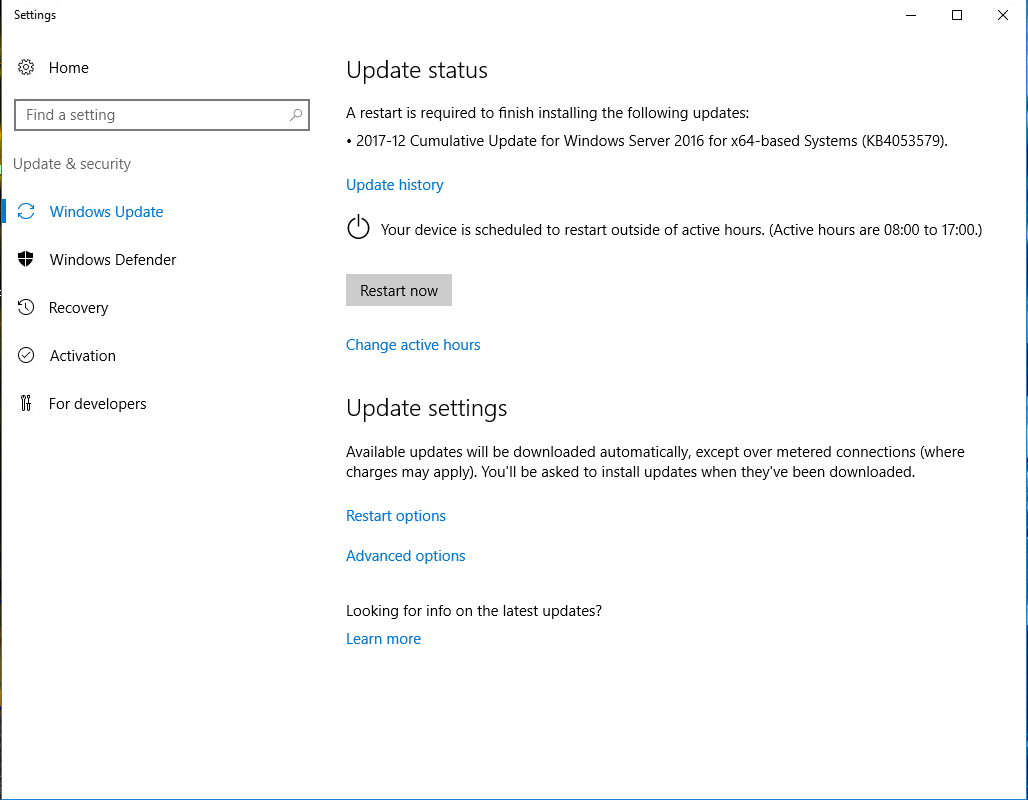 Settings
Home
Find a setting
Update & security
Windows Update
Windows Defender
Recovery
Activation
For developers
Update status
A restart is required to finish installing the following updates:
• 2017-12 Cumulative Update for Windows Server 2016 for x64-based Systems (KB4053579).
Update history
Your device is scheduled to restart outside of active hours. (Active hours are 08:00 to 17:00.)
Restart now
Change active hours
Update settings
Available updates will be downloaded automatically, except over metered connections (where
charges may apply). You'll be asked to install updates when they've been downloaded.
Restart options
Advanced options
Looking for info on the latest updates?
Learn more